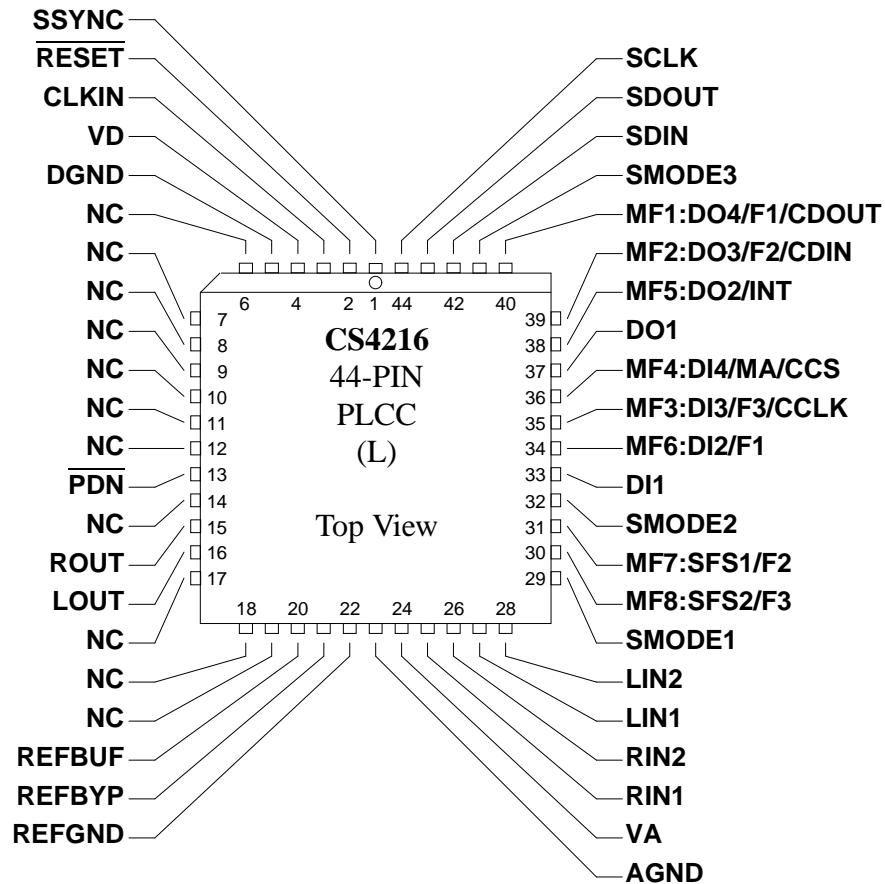 SSYNC
RESET
CLKIN
VD
DGND
NC
NC
NC
NC
NC
NC
NC
PDN
NC
ROUT
LOUT
NC
NC
NC
REFBUF
REFBYP
REFGND
SCLK
SDOUT
SDIN
SMODE3
MF1:DO4/F1/CDOUT
MF2:DO3/F2/CDIN
MF5:DO2/INT
DO1
MF4:DI4/MA/CCS
MF3:DI3/F3/CCLK
MF6:DI2/F1
DI1
SMODE2
MF7:SFS1/F2
MF8:SFS2/F3
SMODE1
LIN2
LIN1
RIN2
RIN1
VA
AGND
6 4 2 1 44 42 40
7
8
9
10
11
12
13
14
15
16
17
CS4216
44-PIN
PLCC
(L)
Top View
39
38
37
36
35
34
33
32
31
30
29
18 20 22 24 26 28